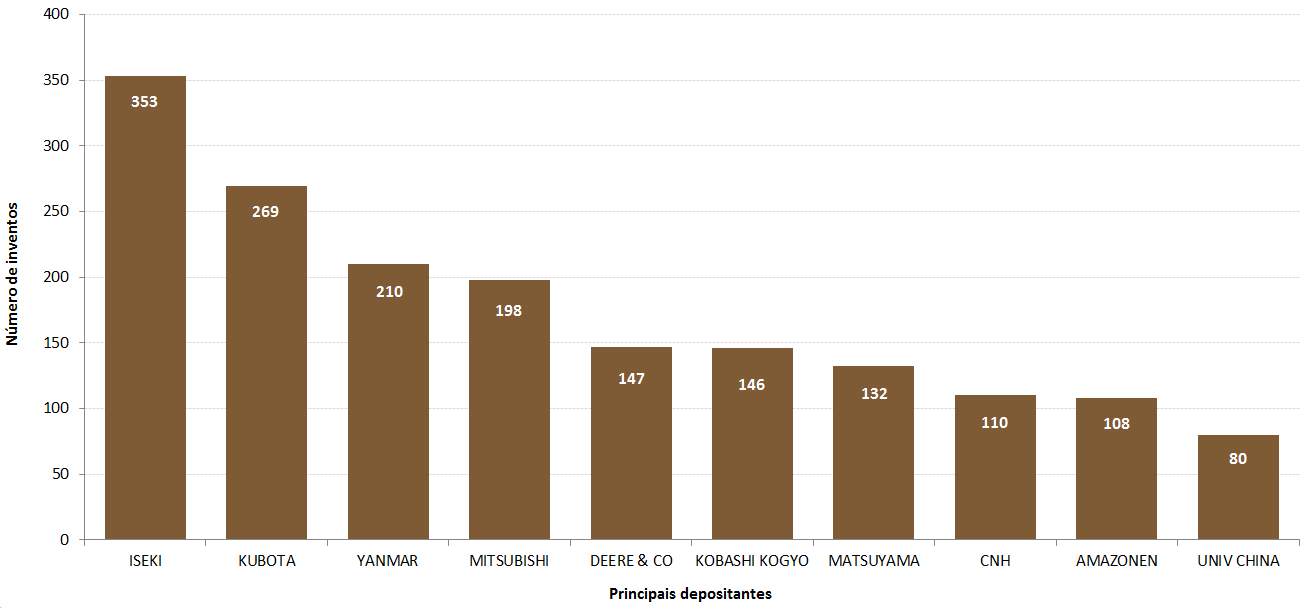 400
350
300
250
200
150
100
50
0
Número de inventos
353
269
210
198
147
146
132
110
108
80
ISEKI
KUBOTA
YANMAR
MITSUBISHI
DEERE & CO
KOBASHI KOGYO
MATSUYAMA
CNH
AMAZONEN
UNIV CHINA
Principais depositantes